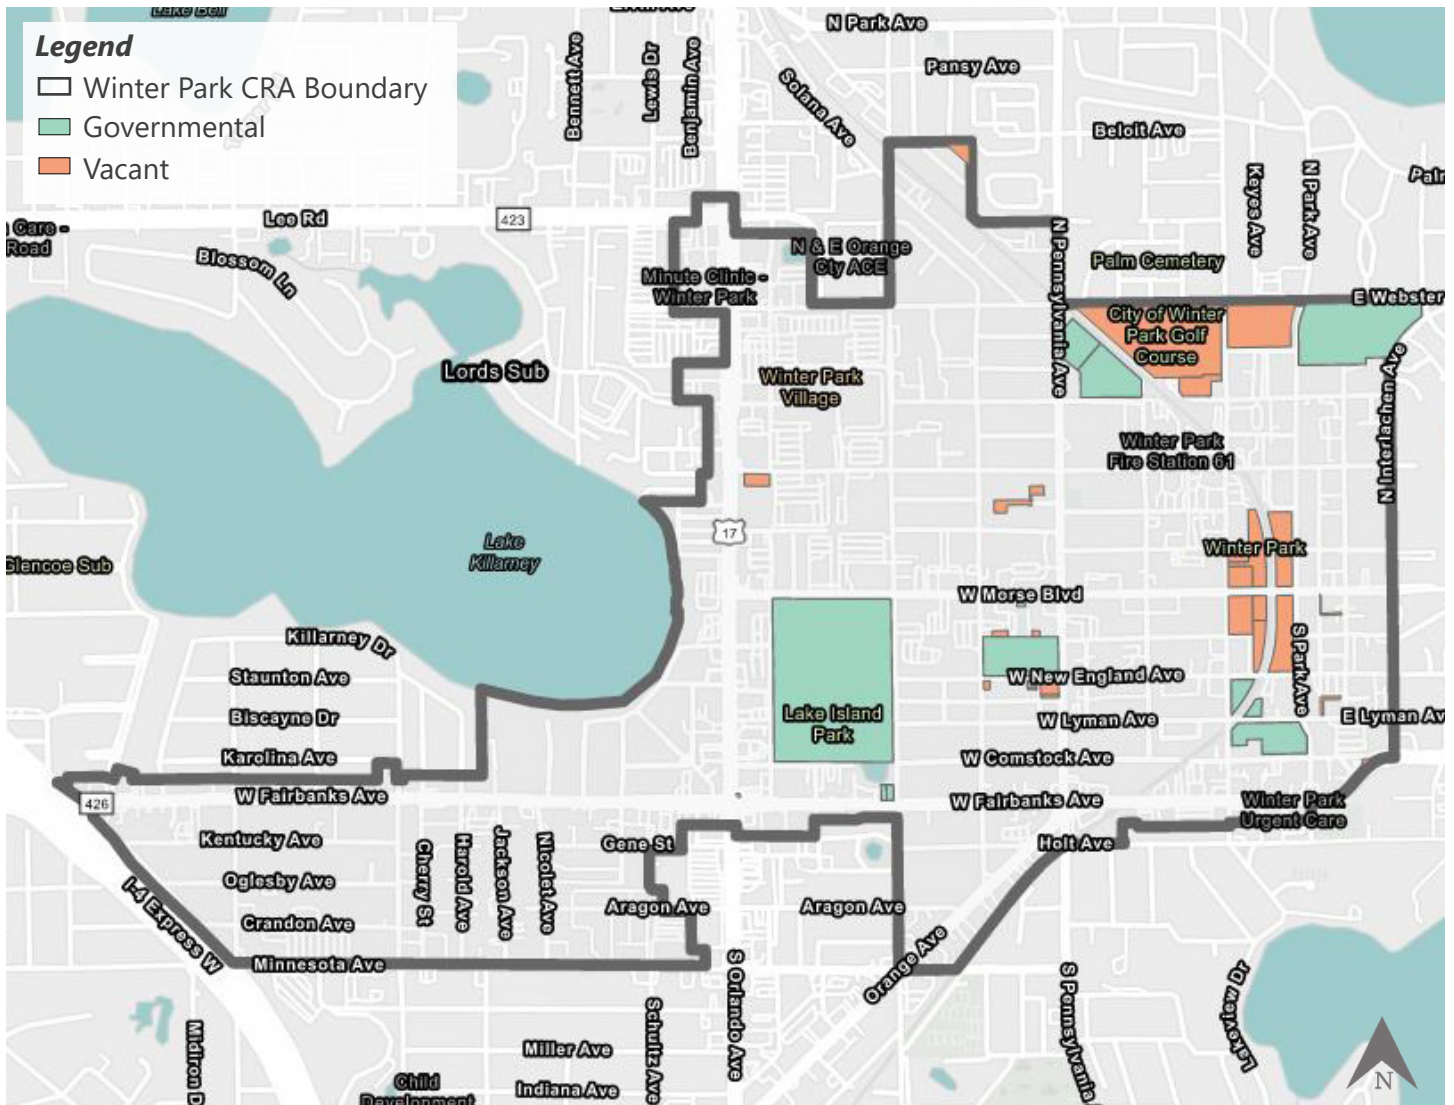 Lake Bell
Legend
Winter Park CRA Boundary
Governmental
Vacant
Bennett Ave
Lewis Dr
Benjamin Ave
N Park Ave
Pansy Ave
Solana Ave
Beloit Ave
Keyes Ave
N Park Ave
Lee Rd
423
Care -
Road
Blossom Ln
N & E Orange
Cty ACE
Minute Clinic -
Winter Park
N Pennsylvania Ave
Palm Cemetery
E Webster
City of Winter
Park Golf
Course
Lords Sub
Winter Park
Village
Winter Park
Fire Station 61
N Interlachen Ave
17
Lake
Killarney
Glencoe Sub
Winter Park
W Morse Blvd
Killarney Dr
Staunton Ave
Biscayne Dr
Karolina Ave
W New England Ave
S Park Ave
Lake Island
Park
W Lyman Ave
E Lyman Av
W Comstock Ave
426
W Fairbanks Ave
W Fairbanks Ave
Winter Park
Urgent Care
Kentucky Ave
Oglesby Ave
Crandon Ave
Minnesota Ave
Cherry St
Harold Ave
Jackson Ave
Nicolet Ave
Gene St
Holt Ave
Aragon Ave
Aragon Ave
I-4 Express W
Orange Ave
S Orlando Ave
S Pennsylvania
Lakeview Dr
Schultz Ave
Miller Ave
Indiana Ave
Midiron D
Child
Development
N